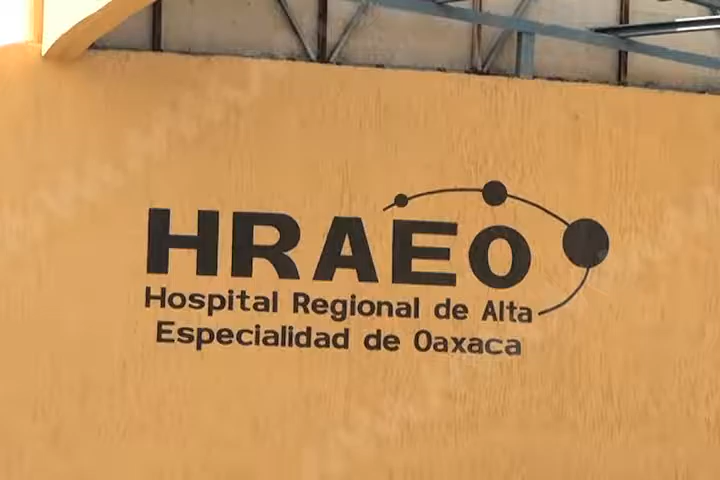 HRAEO
Hospital Regional de Alta
Especialidad de Oaxaca